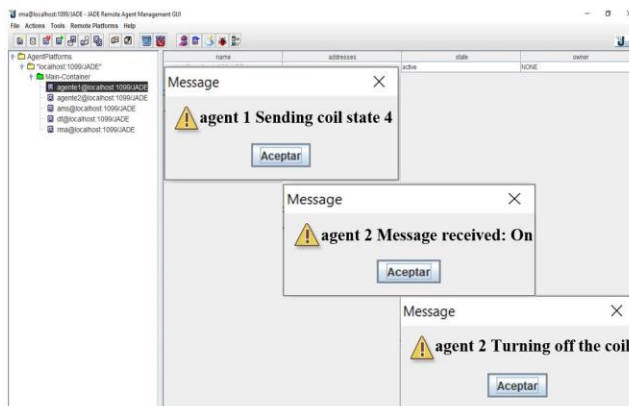 rma@localhost:1099/JADE - JADE Remote Agent Management GUI
File Actions Tools Remote Platforms Help
AgentPlatforms
"localhost:1099/JADE"
Main-Container
agente1@localhost:1099/JADE
agente2@localhost:1099/JADE
ams@localhost:1099/JADE
df@localhost:1099/JADE
rma@localhost:1099/JADE
name addresses state owner
active NONE
Message
agent 1 Sending coil state 4
Aceptar
Message
agent 2 Message received: On
Aceptar
Message
agent 2 Turning off the coil
Aceptar